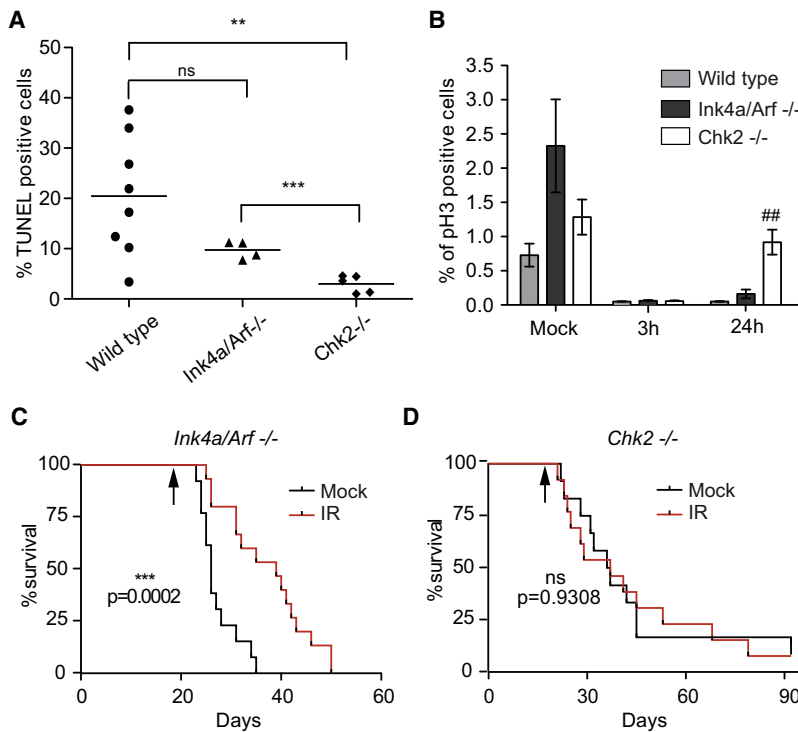 A
**
ns
***
50
40
30
20
10
0
% TUNEL positive cells
Wild type
Ink4a/Arf-/-
Chk2-/-
B
3.5
3.0
2.5
2.0
1.5
1.0
0.5
0.0
% of pH3 positive cells
Wild type
Ink4a/Arf -/-
Chk2 -/-
##
Mock 3h 24h
C
Ink4a/Arf -/-
100
75
50
25
0
%survival
Mock
IR
***
p=0.0002
0 20 40 60
Days
D
Chk2 -/-
100
75
50
25
0
%survival
Mock
IR
ns
p=0.9308
0 30 60 90
Days